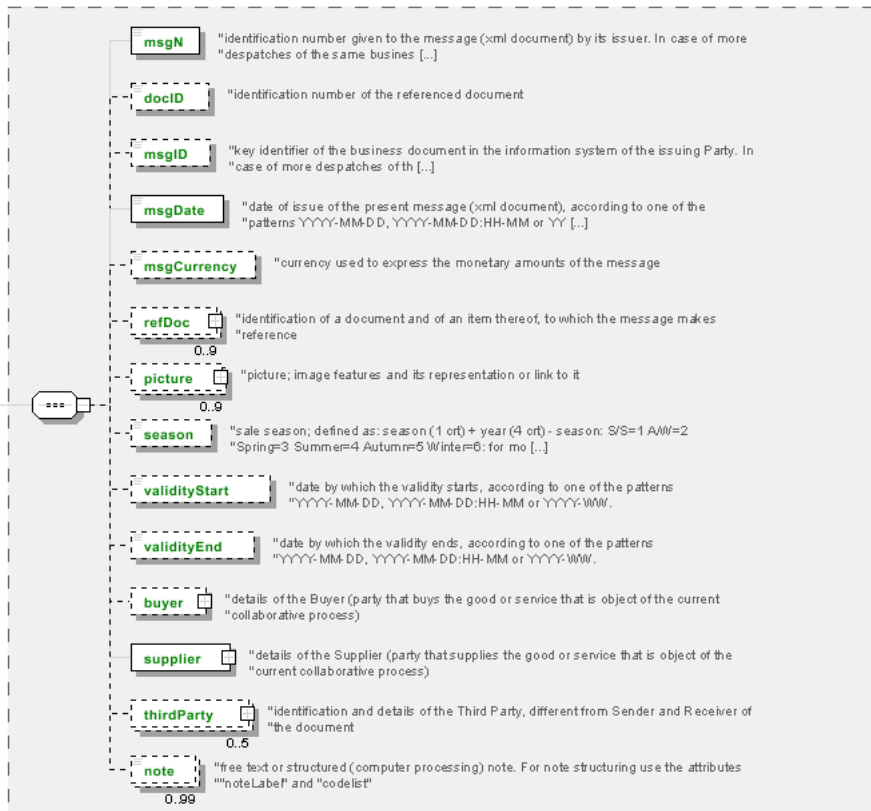 msgN
"identification number given to the message (xml document) by its issuer. In case of more
"despatches of the same busines [...]
docID
"identification number of the referenced document
msgID
"key identifier of the business document in the information system of the issuing Party. In
"case of more despatches of th [...]
msgDate
"date of issue of the present message (xml document), according to one of the
"patterns YYYY-MM-DD, YYYY-MM-DD:HH-MM or YY [...]
msgCurrency
"currency used to express the monetary amounts of the message
refDoc
"identification of a document and of an item thereof, to which the message makes
"reference
0..9
picture
"picture; image features and its representation or link to it
0..9
season
"sale season; defined as: season (1 crt) + year (4 crt) - season: S/S=1 A/W=2
"Spring=3 Summer=4 Autumn=5 Winter=6: for mo [...]
validityStart
"date by which the validity starts, according to one of the patterns
"YYYY-MM-DD, YYYY-MM-DD:HH-MM or YYYY-WW.
validityEnd
"date by which the validity ends, according to one of the patterns
"YYYY-MM-DD, YYYY-MM-DD:HH-MM or YYYY-WW.
buyer
"details of the Buyer (party that buys the good or service that is object of the current
"collaborative process)
supplier
"details of the Supplier (party that supplies the good or service that is object of the
"current collaborative process)
thirdParty
"identification and details of the Third Party, different from Sender and Receiver of
"the document
0..5
note
"free text or structured (computer processing) note. For note structuring use the attributes
""noteLabel" and "codelist"
0..99